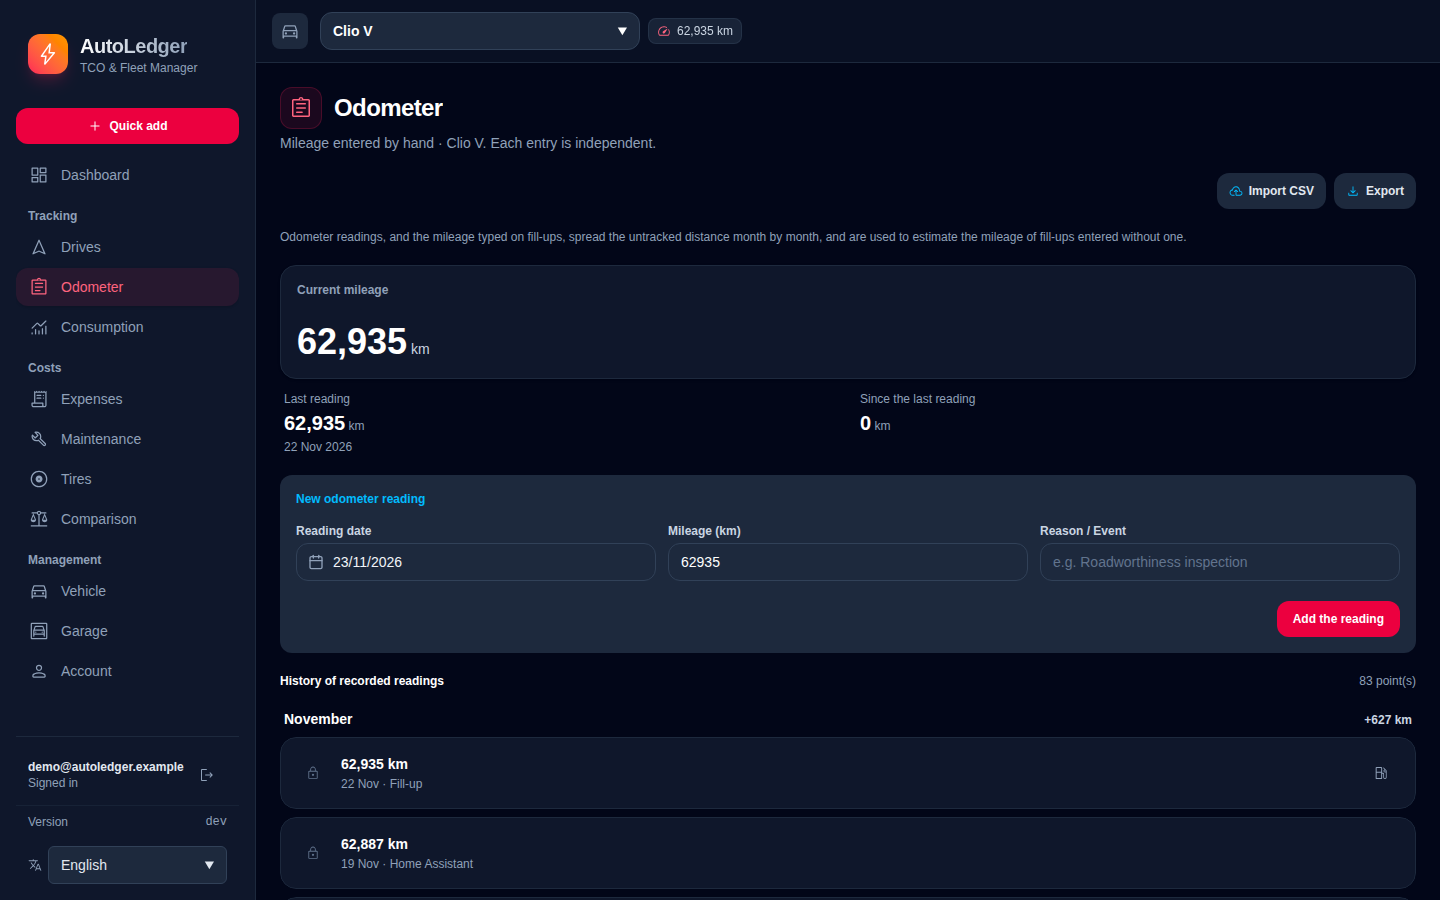 AutoLedger
TCO & Fleet Manager
Quick add
Dashboard
Tracking
Drives
Odometer
Consumption
Costs
Expenses
Maintenance
Tires
Comparison
Management
Vehicle
Garage
Account
demo@autoledger.example
Signed in
Version dev
English
Clio V
62,935 km
Odometer
Mileage entered by hand · Clio V. Each entry is independent.
Import CSV
Export
Odometer readings, and the mileage typed on fill-ups, spread the untracked distance month by month, and are used to estimate the mileage of fill-ups entered without one.
Current mileage
62,935 km
Last reading
62,935 km
22 Nov 2026
Since the last reading
0 km
New odometer reading
Reading date
23/11/2026
Mileage (km)
62935
Reason / Event
e.g. Roadworthiness inspection
Add the reading
History of recorded readings
83 point(s)
November
+627 km
62,935 km
22 Nov · Fill-up
62,887 km
19 Nov · Home Assistant